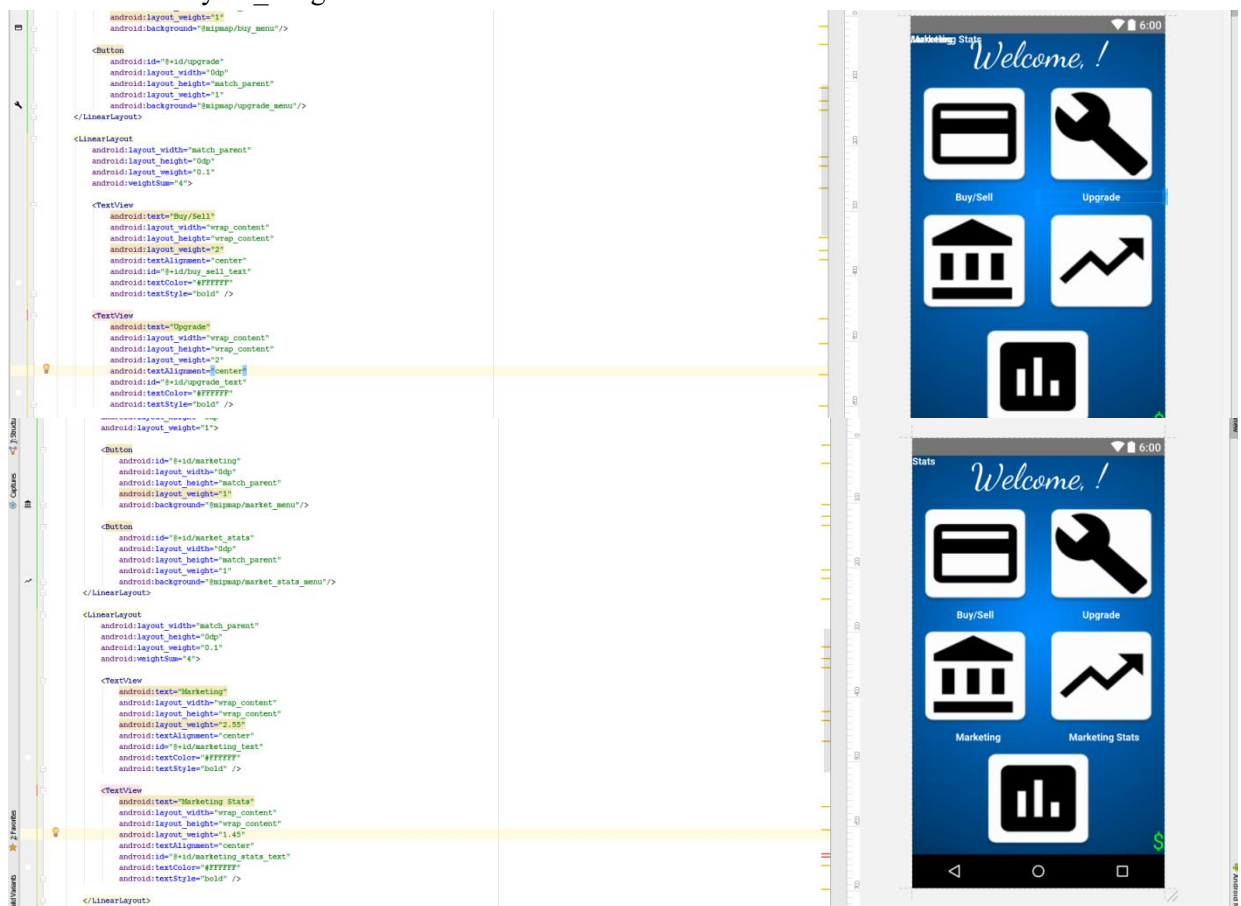 android:layout_weight="1"
android:background="@mipmap/buy_menu"/>
<Button
android:id="@+id/upgrade"
android:layout_width="0dp"
android:layout_height="match_parent"
android:layout_weight="1"
android:background="@mipmap/upgrade_menu"/>
</LinearLayout>
<LinearLayout
android:layout_width="match_parent"
android:layout_height="0dp"
android:layout_weight="0.1"
android:weightSum="4">
<TextView
android:text="Buy/Sell"
android:layout_width="wrap_content"
android:layout_height="wrap_content"
android:layout_weight="2"
android:textAlignment="center"
android:id="@+id/buy_sell_text"
android:textColor="#FFFFFF"
android:textStyle="bold" />
<TextView
android:text="Upgrade"
android:layout_width="wrap_content"
android:layout_height="wrap_content"
android:layout_weight="2"
android:textAlignment="center"
android:id="@+id/upgrade_text"
android:textColor="#FFFFFF"
android:textStyle="bold" />
6:00
Stats
Welcome, !
Buy/Sell
Upgrade
$
android:layout_weight="1">
<Button
android:id="@+id/marketing"
android:layout_width="0dp"
android:layout_height="match_parent"
android:layout_weight="1"
android:background="@mipmap/market_menu"/>
<Button
android:id="@+id/market_stats"
android:layout_width="0dp"
android:layout_height="match_parent"
android:layout_weight="1"
android:background="@mipmap/market_stats_menu"/>
</LinearLayout>
<LinearLayout
android:layout_width="match_parent"
android:layout_height="0dp"
android:layout_weight="0.1"
android:weightSum="4">
<TextView
android:text="Marketing"
android:layout_width="wrap_content"
android:layout_height="wrap_content"
android:layout_weight="2.55"
android:textAlignment="center"
android:id="@+id/marketing_text"
android:textColor="#FFFFFF"
android:textStyle="bold" />
<TextView
android:text="Marketing Stats"
android:layout_width="wrap_content"
android:layout_height="wrap_content"
android:layout_weight="1.45"
android:textAlignment="center"
android:id="@+id/marketing_stats_text"
android:textColor="#FFFFFF"
android:textStyle="bold" />
</LinearLayout>
Captures
2: Favorites
6:00
Stats
Welcome, !
Buy/Sell
Upgrade
Marketing
Marketing Stats
$